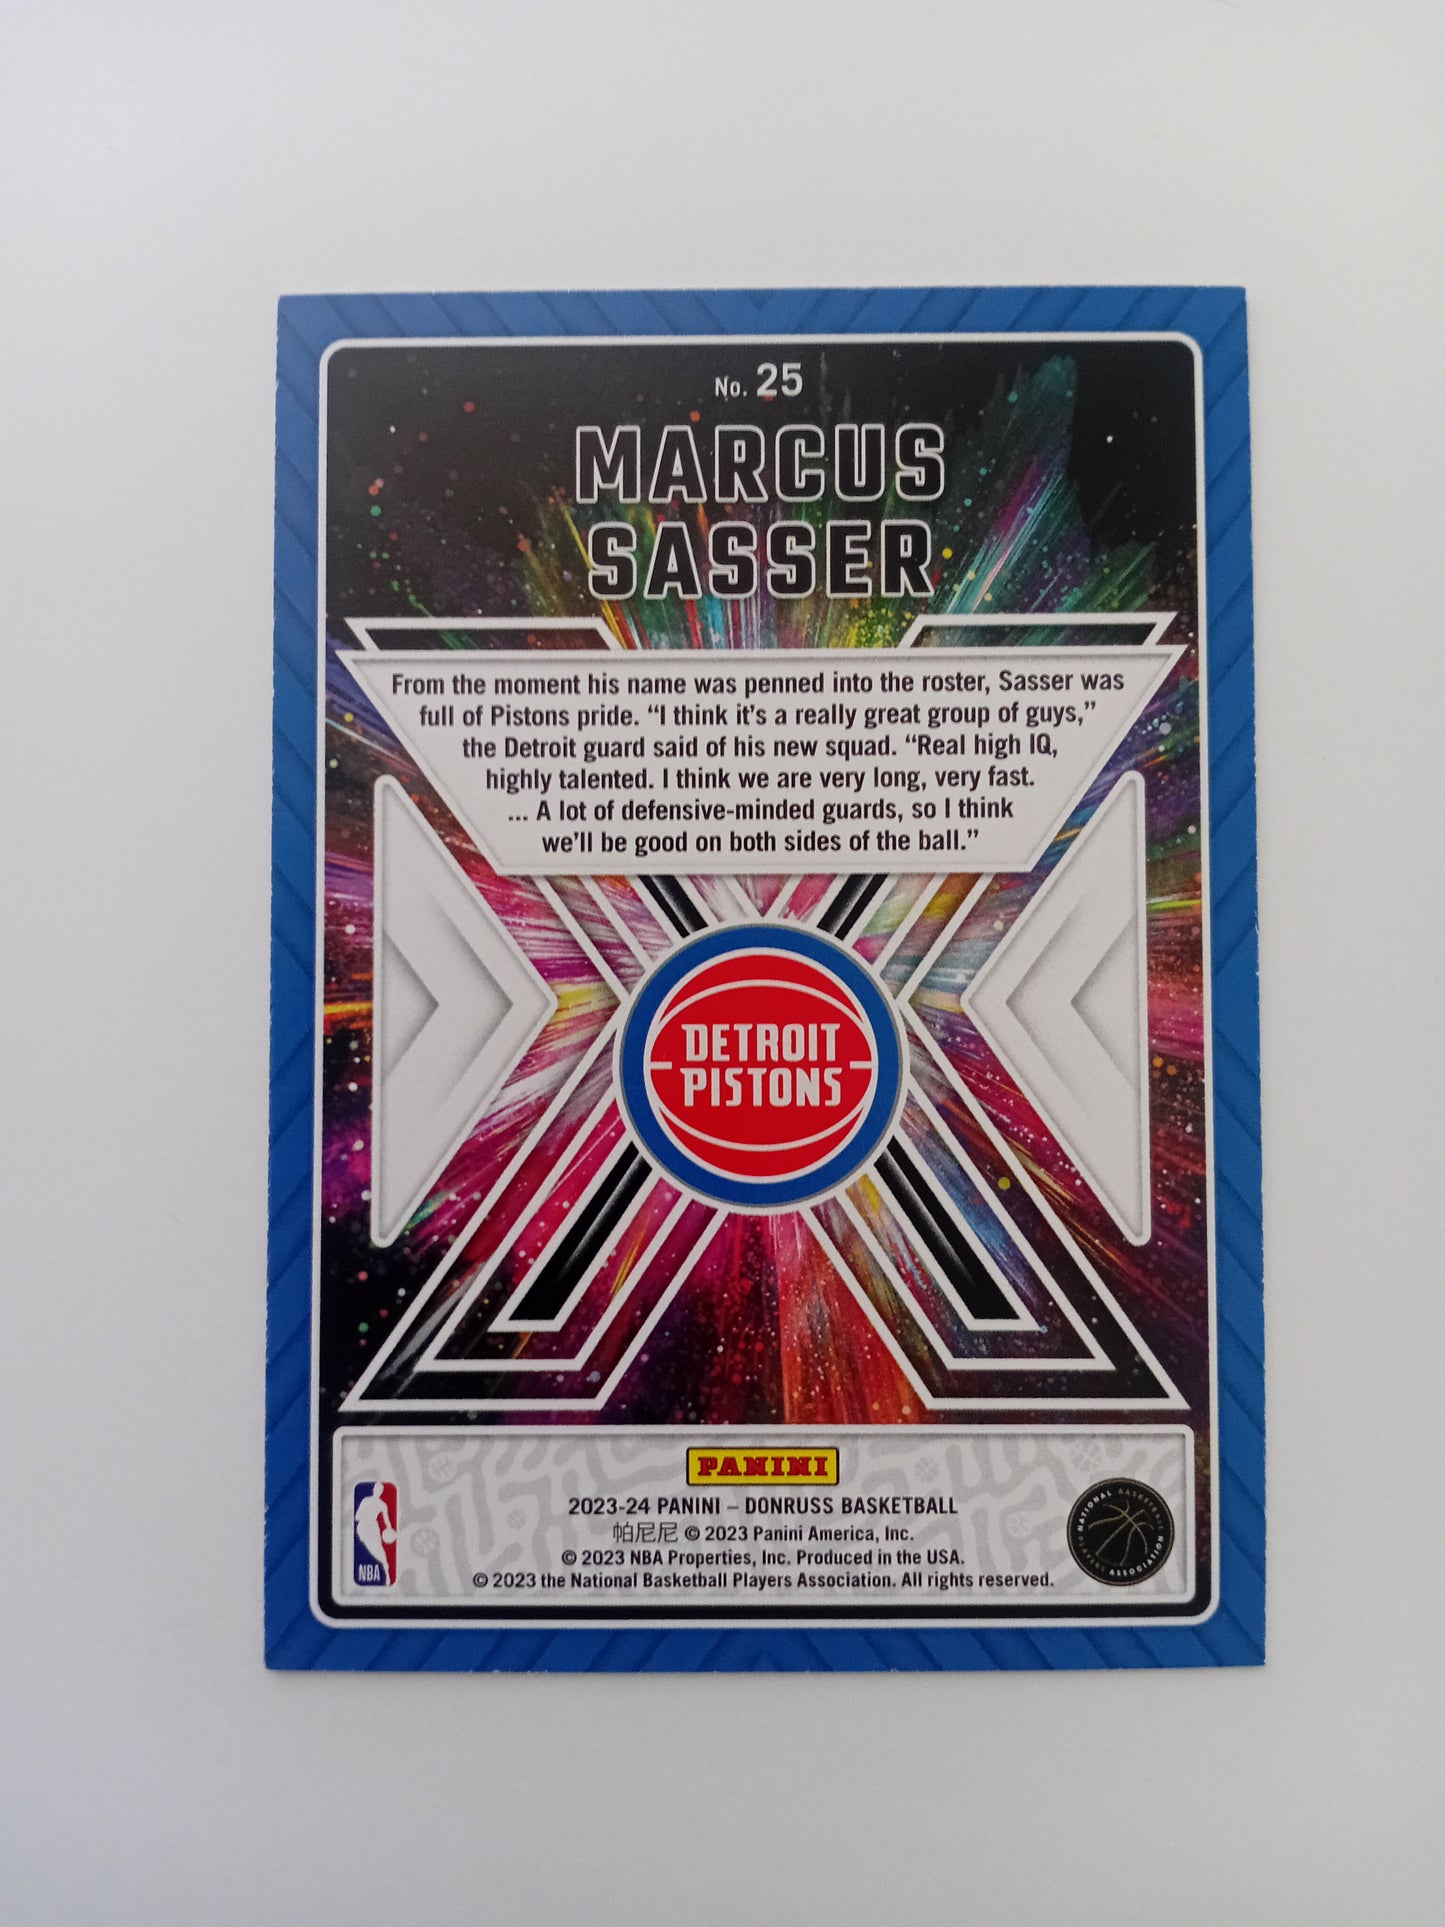 No. 25
MARCUS
SASSER
From the moment his name was penned into the roster, Sasser was
full of Pistons pride. “I think it’s a really great group of guys,”
the Detroit guard said of his new squad. “Real high IQ,
highly talented. I think we are very long, very fast.
... A lot of defensive-minded guards, so I think
we’ll be good on both sides of the ball.”
DETROIT
PISTONS
PANINI
2023-24 PANINI – DONRUSS BASKETBALL
帕尼尼 © 2023 Panini America, Inc.
© 2023 NBA Properties, Inc. Produced in the USA.
© 2023 the National Basketball Players Association. All rights reserved.
NBA
NATIONAL BASKETBALL PLAYERS ASSOCIATION